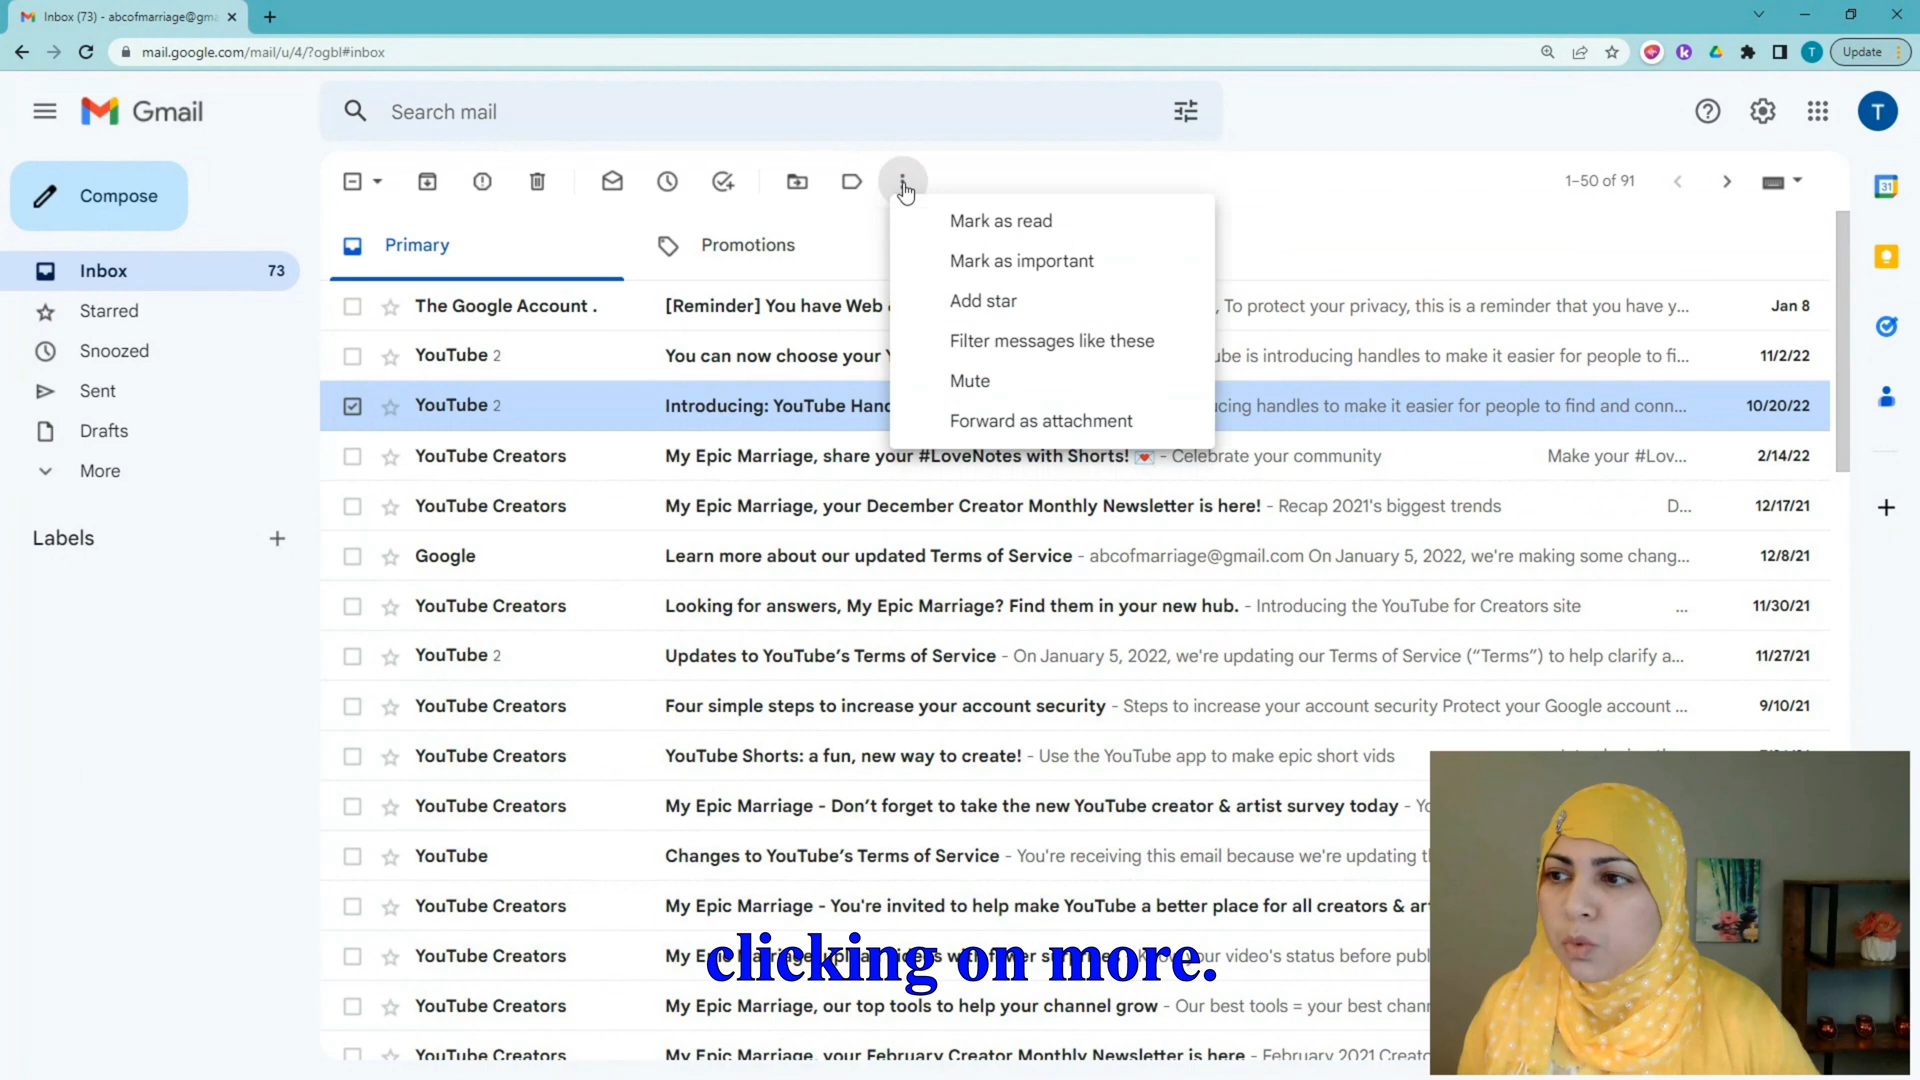 Inbox (73) - abcofmarriage@gma
mail.google.com/mail/u/4/?ogbl#inbox
T
Update
Gmail
Search mail
T
Compose
1–50 of 91
31
Mark as read
Mark as important
Add star
Filter messages like these
Mute
Forward as attachment
Primary
Promotions
Inbox 73
Starred
Snoozed
Sent
Drafts
More
Labels
The Google Account . [Reminder] You have Web , To protect your privacy, this is a reminder that you have y... Jan 8
YouTube 2 You can now choose your ube is introducing handles to make it easier for people to fi... 11/2/22
YouTube 2 Introducing: YouTube Hand ucing handles to make it easier for people to find and conn... 10/20/22
YouTube Creators My Epic Marriage, share your #LoveNotes with Shorts! 💌 - Celebrate your community Make your #Lov... 2/14/22
YouTube Creators My Epic Marriage, your December Creator Monthly Newsletter is here! - Recap 2021's biggest trends D... 12/17/21
Google Learn more about our updated Terms of Service - abcofmarriage@gmail.com On January 5, 2022, we're making some chang... 12/8/21
YouTube Creators Looking for answers, My Epic Marriage? Find them in your new hub. - Introducing the YouTube for Creators site ... 11/30/21
YouTube 2 Updates to YouTube's Terms of Service - On January 5, 2022, we're updating our Terms of Service (“Terms”) to help clarify a... 11/27/21
YouTube Creators Four simple steps to increase your account security - Steps to increase your account security Protect your Google account ... 9/10/21
YouTube Creators YouTube Shorts: a fun, new way to create! - Use the YouTube app to make epic short vids
YouTube Creators My Epic Marriage - Don't forget to take the new YouTube creator & artist survey today - Yo
YouTube Changes to YouTube's Terms of Service - You're receiving this email because we're updating th
YouTube Creators My Epic Marriage - You're invited to help make YouTube a better place for all creators & ar
YouTube Creators your video's status before publ
clicking on more.
YouTube Creators My Epic Marriage, our top tools to help your channel grow - Our best tools = your best chan
YouTube Creators My Epic Marriage, your February Creator Monthly Newsletter is here - February 2021 Creato